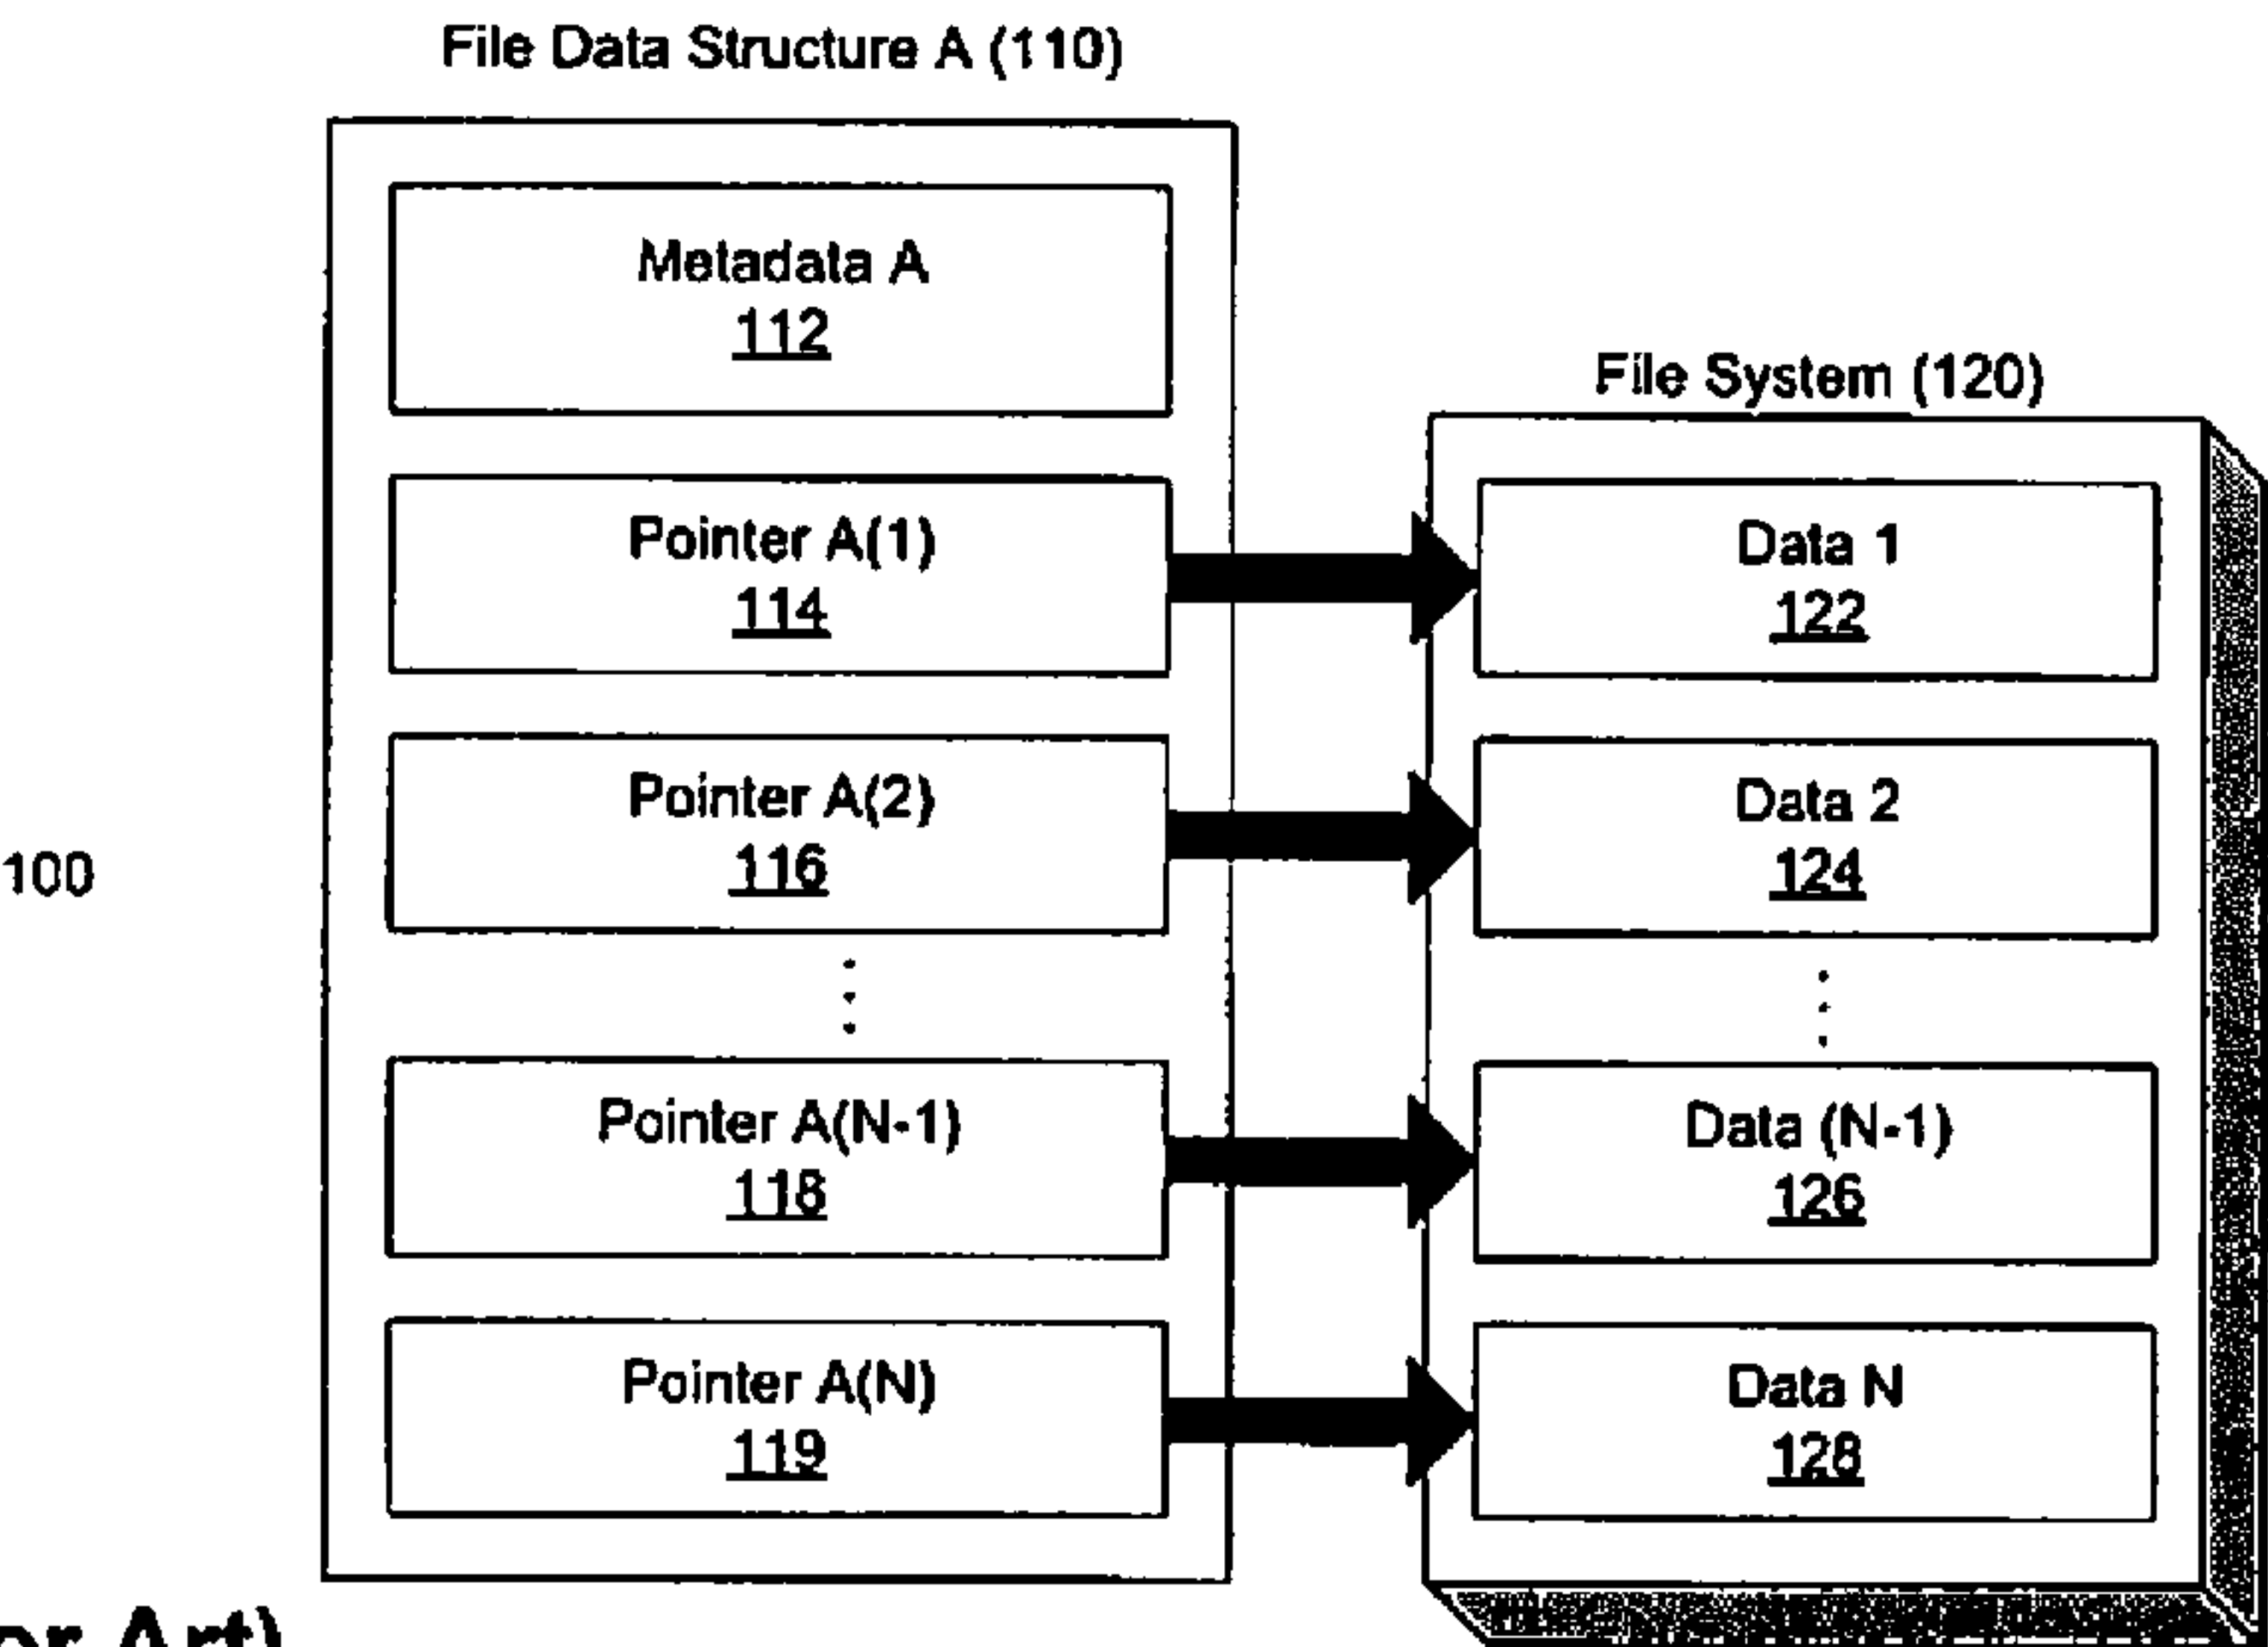 File Data Structure A (110)
Metadata A
112
File System (120)
Pointer A(1)
114
Data 1
122
Pointer A(2)
116
Data 2
124
100
Pointer A(N-1)
118
Data (N-1)
126
Pointer A(N)
119
Data N
128
Art)